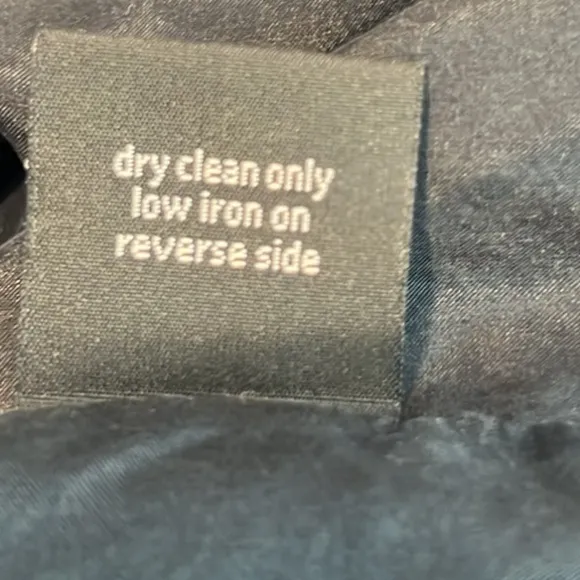 dry clean only
low iron on
reverse side